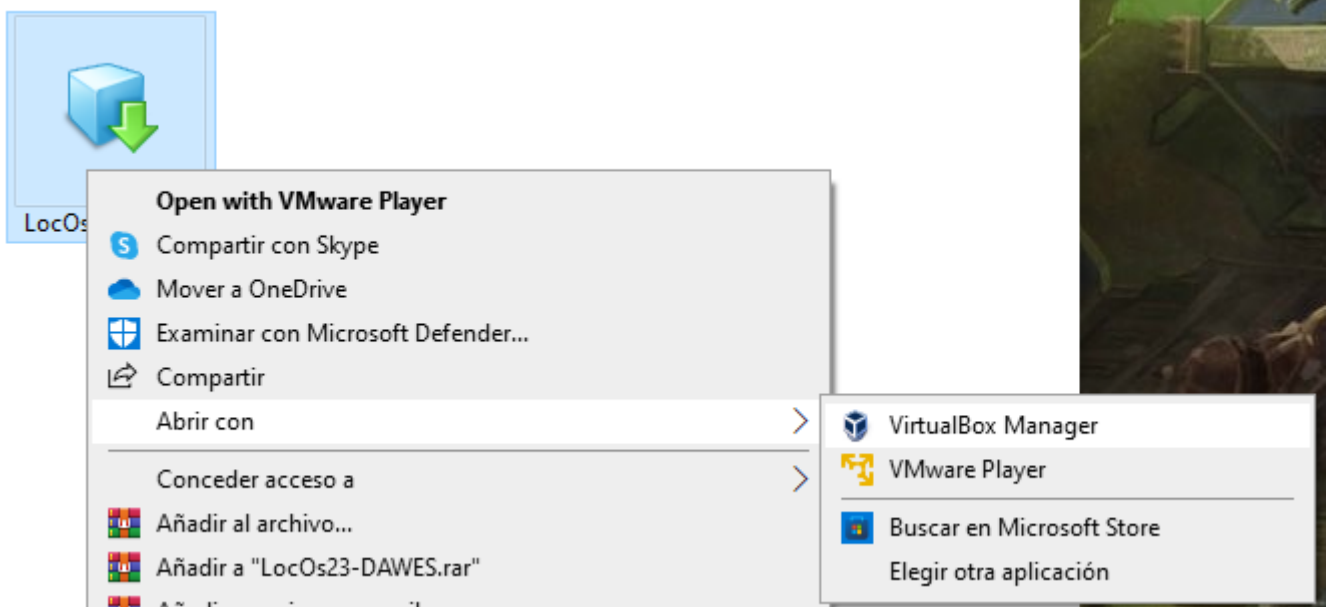 LocOs
Open with VMware Player
Compartir con Skype
Mover a OneDrive
Examinar con Microsoft Defender...
Compartir
Abrir con
VirtualBox Manager
VMware Player
Buscar en Microsoft Store
Elegir otra aplicación
Conceder acceso a
Añadir al archivo...
Añadir a "LocOs23-DAWES.rar"